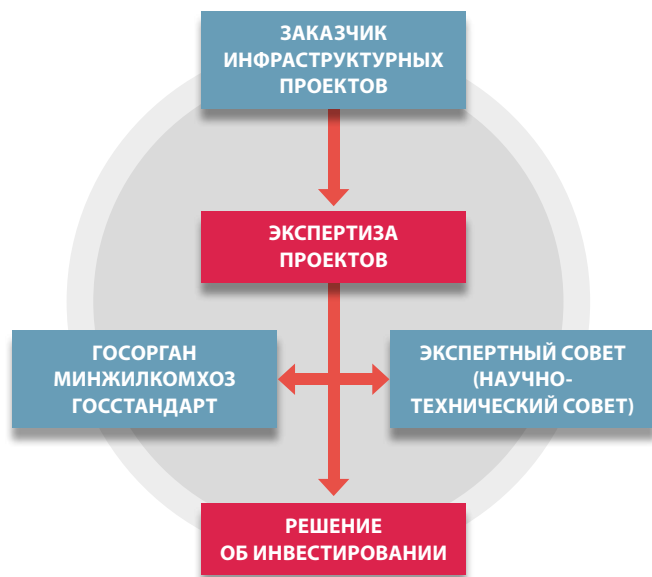 ЗАКАЗЧИК
ИНФРАСТРУКТУРНЫХ
ПРОЕКТОВ
ЭКСПЕРТИЗА
ПРОЕКТОВ
ГОСОРГАН
МИНЖИЛКОМХОЗ
ГОССТАНДАРТ
ЭКСПЕРТНЫЙ СОВЕТ
(НАУЧНО-
ТЕХНИЧЕСКИЙ СОВЕТ)
РЕШЕНИЕ
ОБ ИНВЕСТИРОВАНИИ